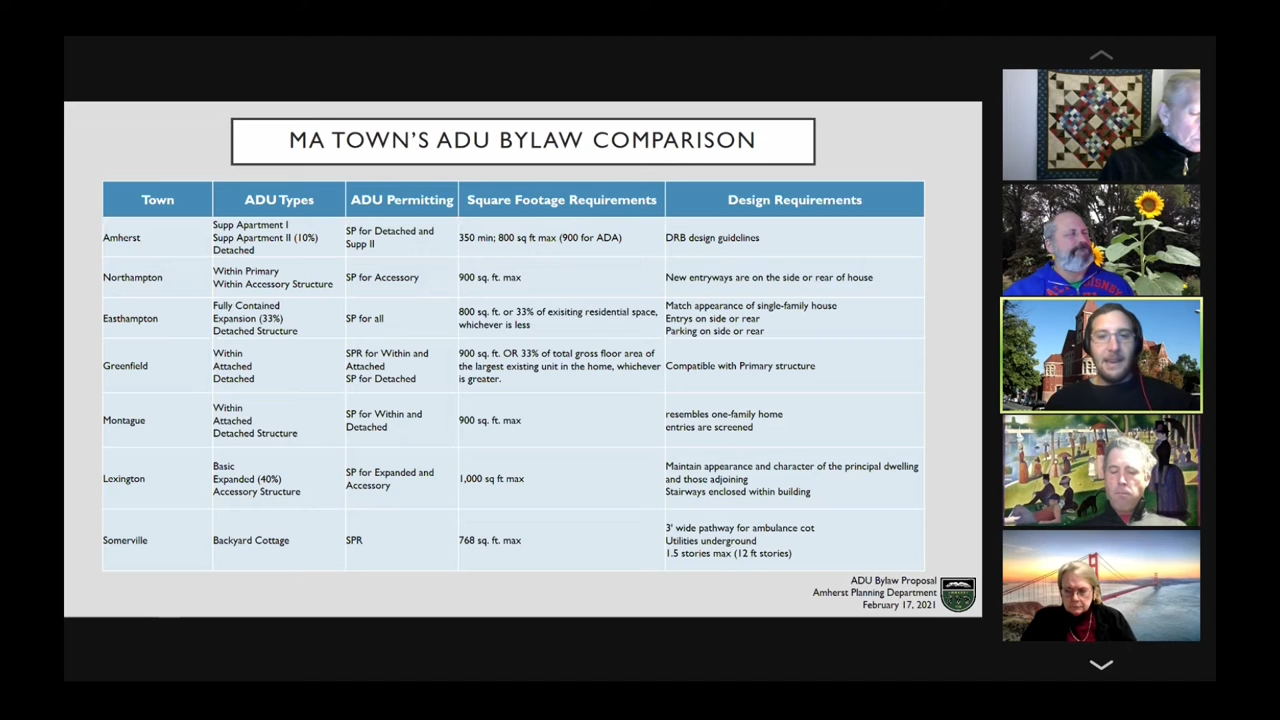 MA TOWN'S ADU BYLAW COMPARISON
Town ADU Types ADU Permitting Square Footage Requirements Design Requirements
Amherst
Supp Apartment I
Supp Apartment II (10%)
Detached
SP for Detached and
Supp II
350 min; 800 sq ft max (900 for ADA)
DRB design guidelines
Northampton
Within Primary
Within Accessory Structure
SP for Accessory
900 sq. ft. max
New entryways are on the side or rear of house
Easthampton
Fully Contained
Expansion (33%)
Detached Structure
SP for all
800 sq. ft. or 33% of exisiting residential space,
whichever is less
Match appearance of single-family house
Entrys on side or rear
Parking on side or rear
Greenfield
Within
Attached
Detached
SPR for Within and
Attached
SP for Detached
900 sq. ft. OR 33% of total gross floor area of
the largest existing unit in the home, whichever
is greater.
Compatible with Primary structure
Montague
Within
Attached
Detached Structure
SP for Within and
Detached
900 sq. ft. max
resembles one-family home
entries are screened
Lexington
Basic
Expanded (40%)
Accessory Structure
SP for Expanded and
Accessory
1,000 sq ft max
Maintain appearance and character of the principal dwelling
and those adjoining
Stairways enclosed within building
Somerville
Backyard Cottage
SPR
768 sq. ft. max
3' wide pathway for ambulance cot
Utilities underground
1.5 stories max (12 ft stories)
ADU Bylaw Proposal
Amherst Planning Department
February 17, 2021